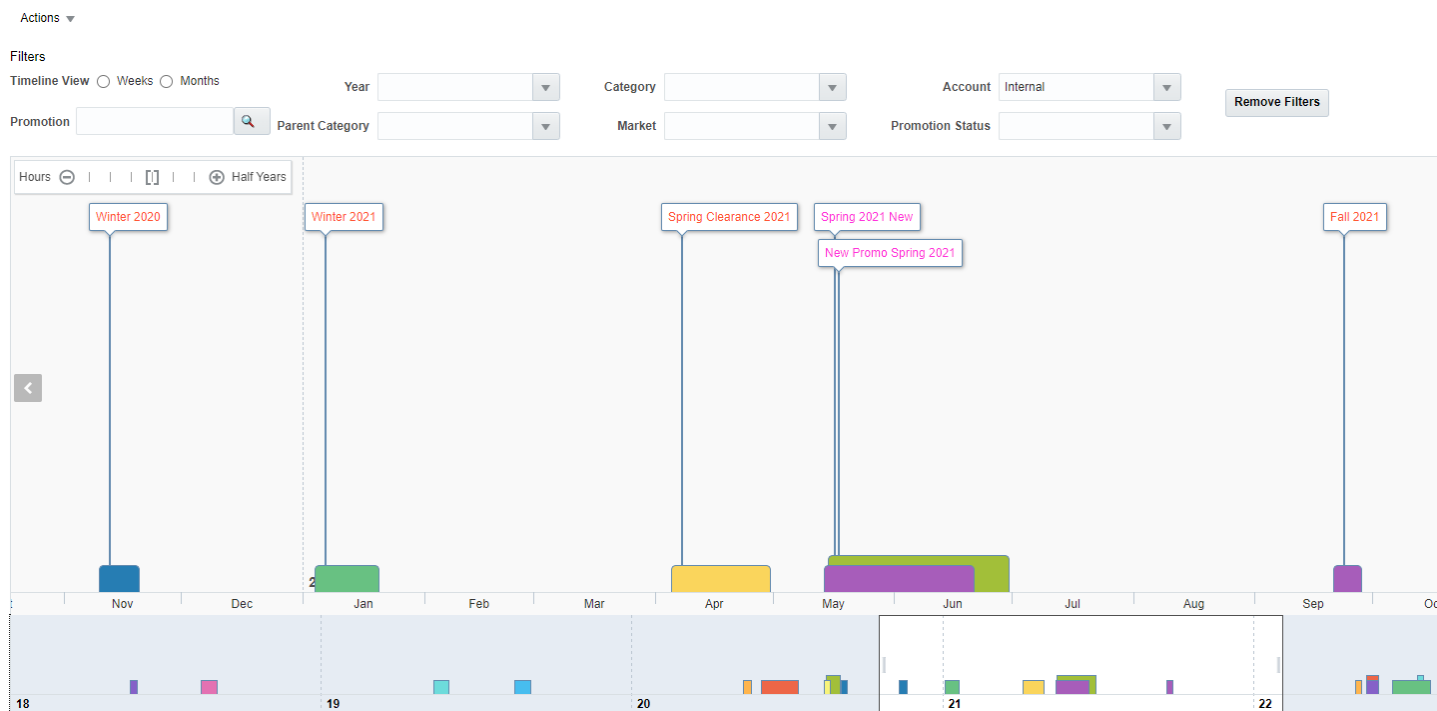 Actions
Filters
Timeline View Weeks Months
Year
Category
Account Internal
Remove Filters
Promotion
Parent Category
Market
Promotion Status
Hours Half Years
Winter 2020 Winter 2021 Spring Clearance 2021 Spring 2021 New Fall 2021
New Promo Spring 2021
Nov Dec Jan Feb Mar Apr May Jun Jul Aug Sep
18 19 20 21 22